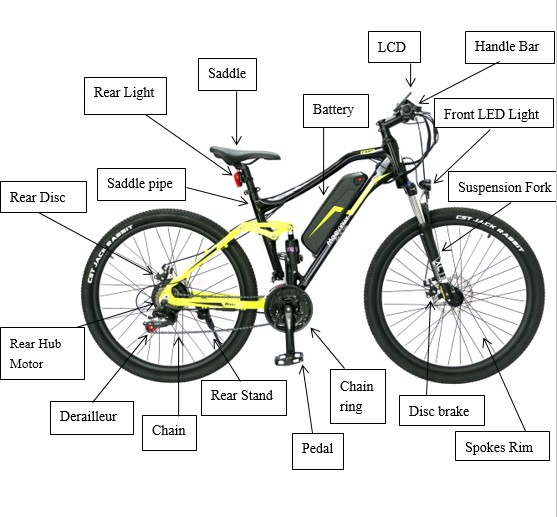 LCD
Handle Bar
Saddle
Rear Light
Battery
Front LED Light
Saddle pipe
Suspension Fork
Rear Disc
CST JACK RABBIT
CST JACK RABBIT
Rear Hub
Motor
Rear Stand
Chain
ring
Disc brake
Derailleur
Chain
Pedal
Spokes Rim